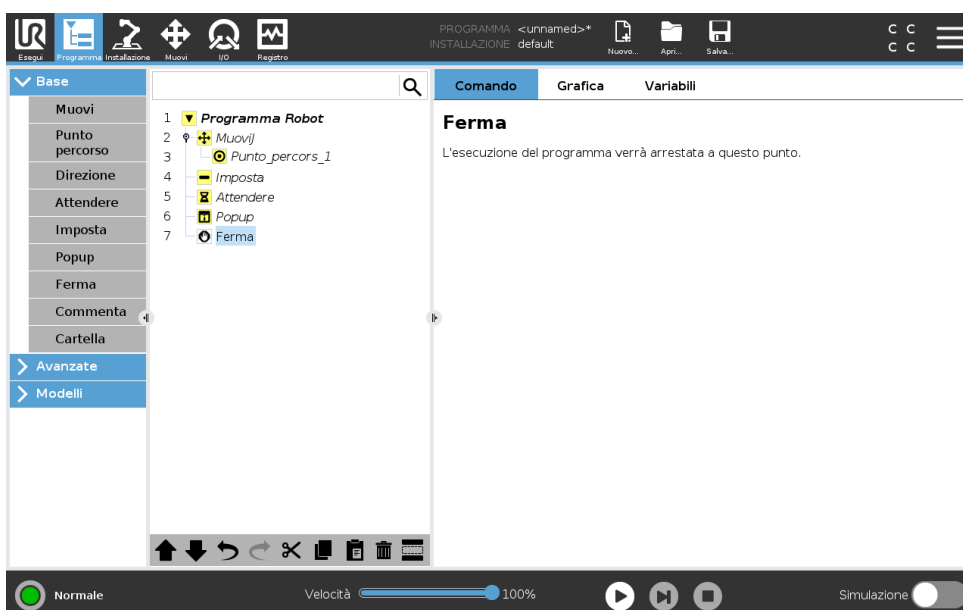 UR
Esegui
Programma
Installazione
Muovi
I/O
Registro
PROGRAMMA <unnamed>*
INSTALLAZIONE default
Nuovo...
Apri...
Salva...
C C
C C
Base
Muovi
Punto
percorso
Direzione
Attendere
Imposta
Popup
Ferma
Commenta
Cartella
Avanzate
Modelli
1 Programma Robot
2 MuoviJ
3 Punto_percors_1
4 Imposta
5 Attendere
6 Popup
7 Ferma
Comando Grafica Variabili
Ferma
L'esecuzione del programma verrà arrestata a questo punto.
Normale
Velocità 100%
Simulazione